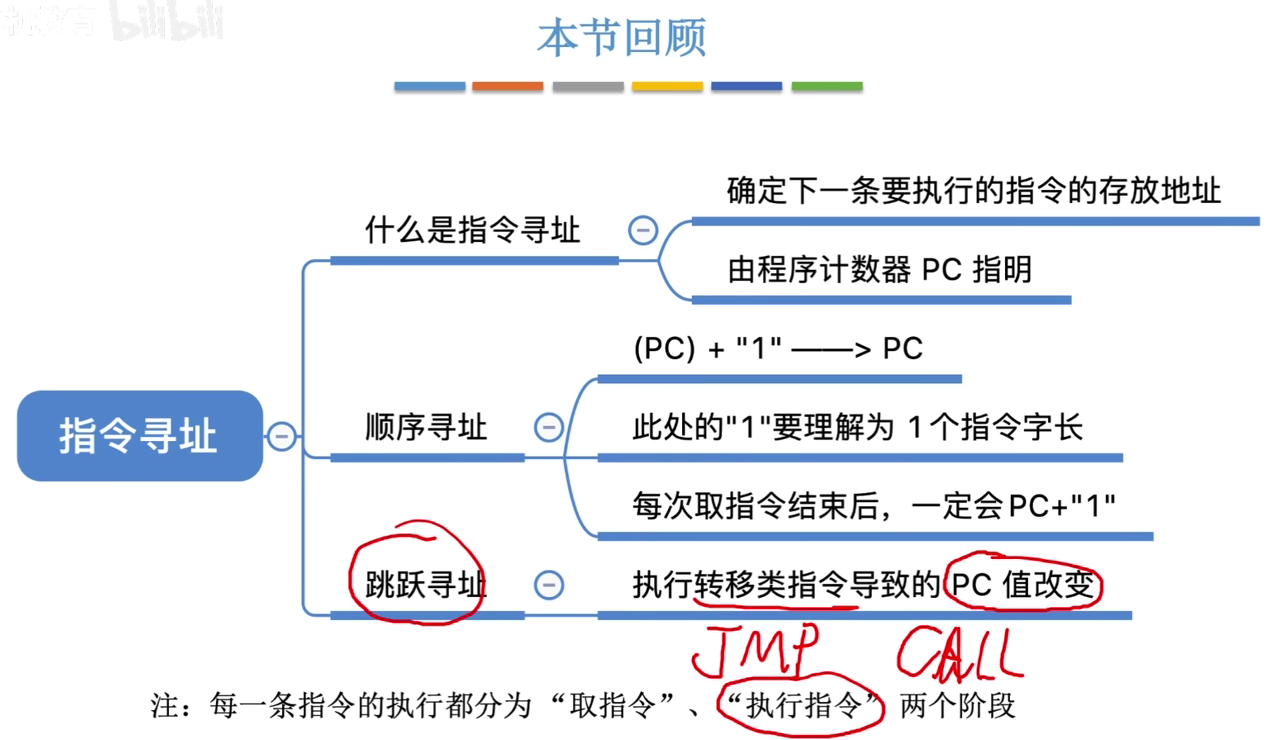 bilibili
本节回顾
指令寻址
什么是指令寻址
确定下一条要执行的指令的存放地址
由程序计数器 PC 指明
顺序寻址
(PC) + "1" ——> PC
此处的"1"要理解为 1个指令字长
每次取指令结束后，一定会PC+"1"
跳跃寻址
执行转移类指令导致的 PC 值改变
JMP CALL
注：每一条指令的执行都分为 “取指令”、“执行指令” 两个阶段